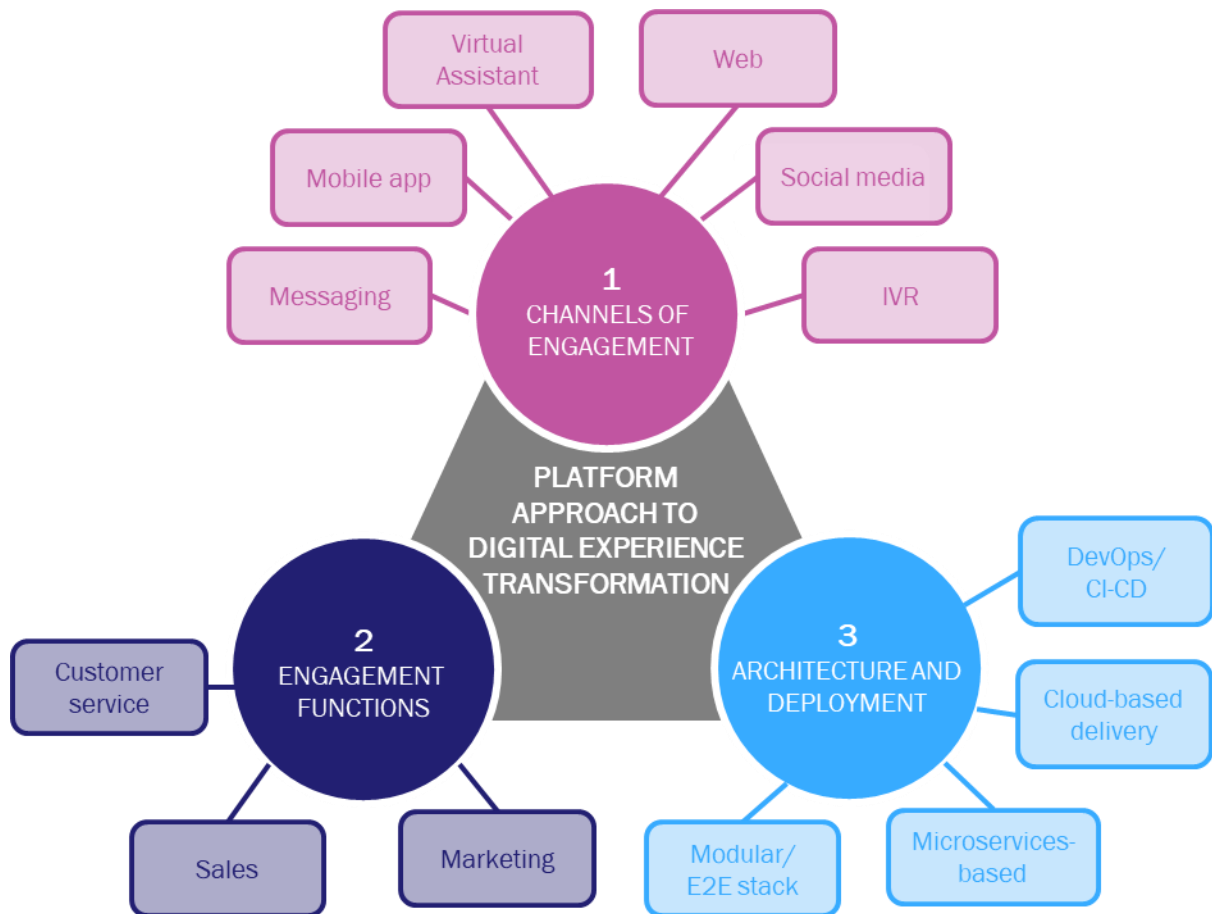 Virtual
Assistant
Web
Mobile app
Social media
Messaging
IVR
1
CHANNELS OF
ENGAGEMENT
PLATFORM
APPROACH TO
DIGITAL EXPERIENCE
TRANSFORMATION
2
ENGAGEMENT
FUNCTIONS
Customer
service
Sales
Marketing
3
ARCHITECTURE AND
DEPLOYMENT
DevOps/
CI-CD
Cloud-based
delivery
Microservices-
based
Modular/
E2E stack